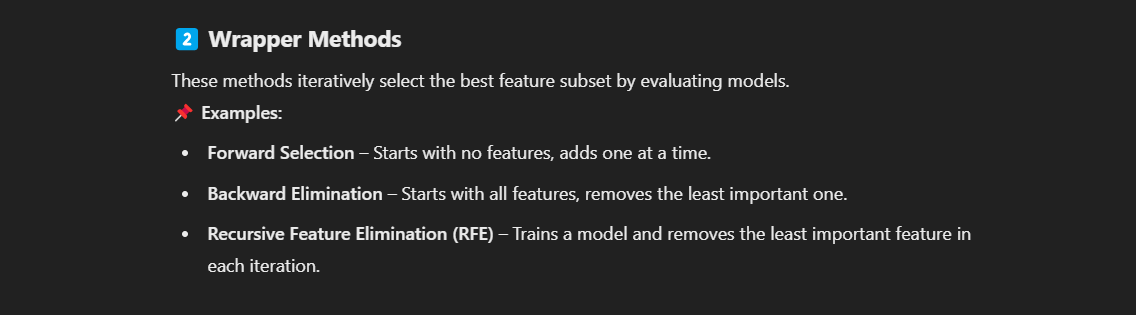 2️⃣ Wrapper Methods
These methods iteratively select the best feature subset by evaluating models.
📌 Examples:
• Forward Selection – Starts with no features, adds one at a time.
• Backward Elimination – Starts with all features, removes the least important one.
• Recursive Feature Elimination (RFE) – Trains a model and removes the least important feature in
each iteration.